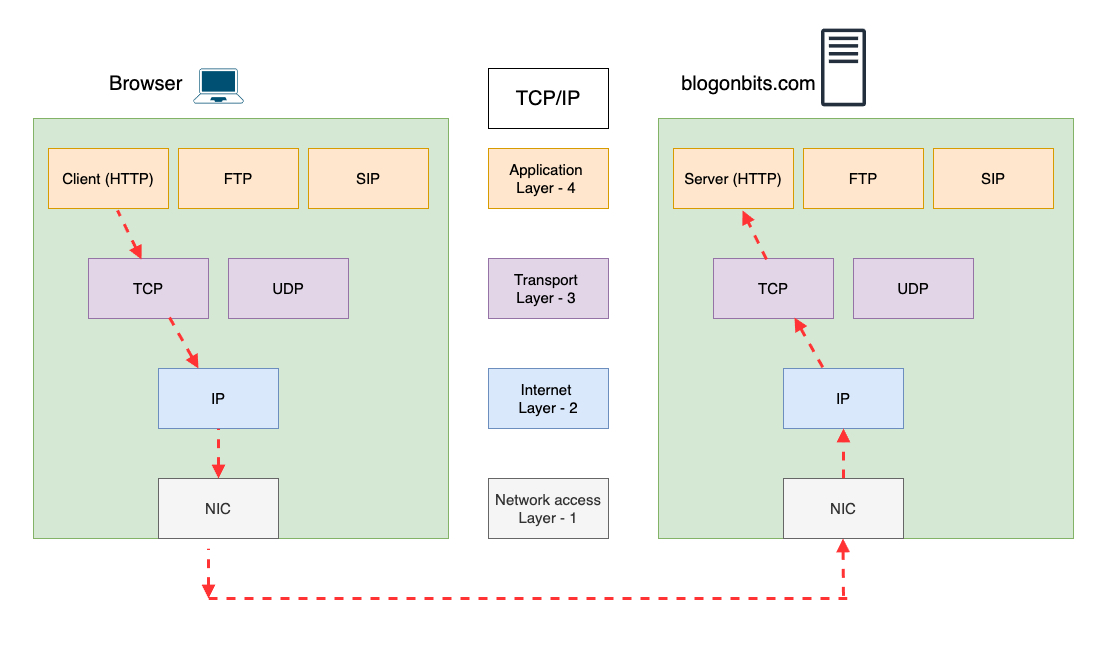 Browser
TCP/IP
blogonbits.com
Client (HTTP)
FTP
SIP
Application
Layer - 4
Server (HTTP)
FTP
SIP
TCP
UDP
Transport
Layer - 3
TCP
UDP
IP
Internet
Layer - 2
IP
NIC
Network access
Layer - 1
NIC